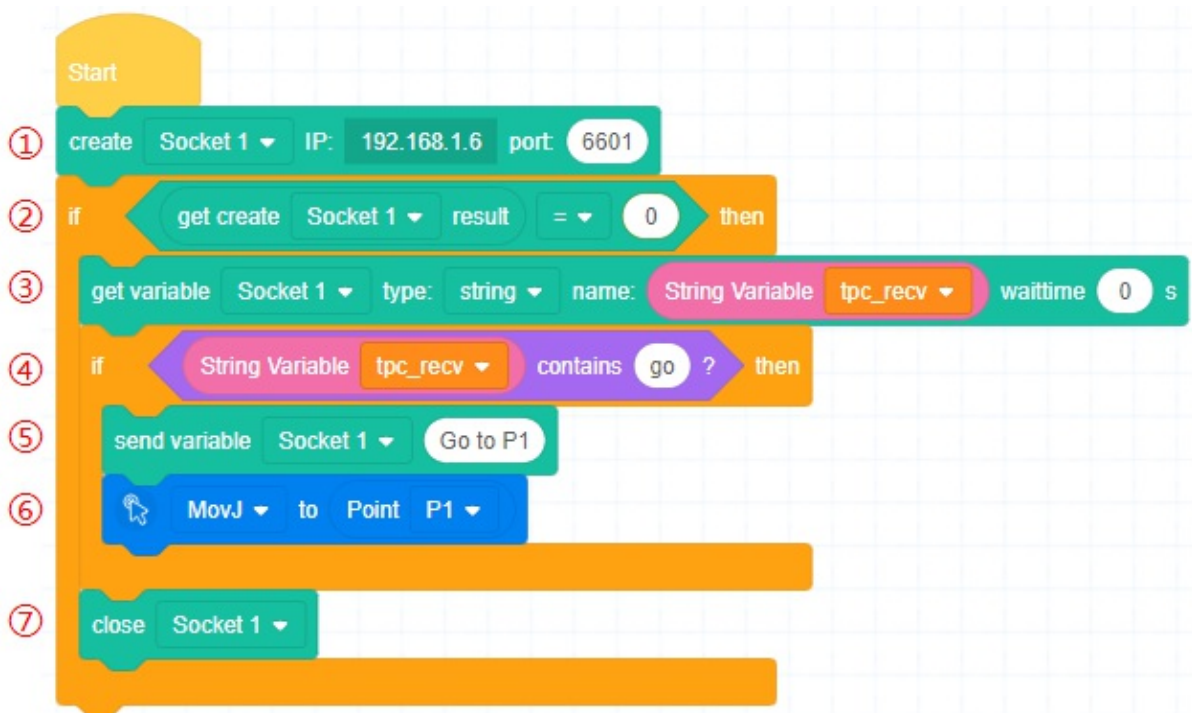 Start
① create Socket 1 IP: 192.168.1.6 port: 6601
② if get create Socket 1 result = 0 then
③ get variable Socket 1 type: string name: String Variable tpc_recv waittime 0 s
④ if String Variable tpc_recv contains go ? then
⑤ send variable Socket 1 Go to P1
⑥ MovJ to Point P1
⑦ close Socket 1